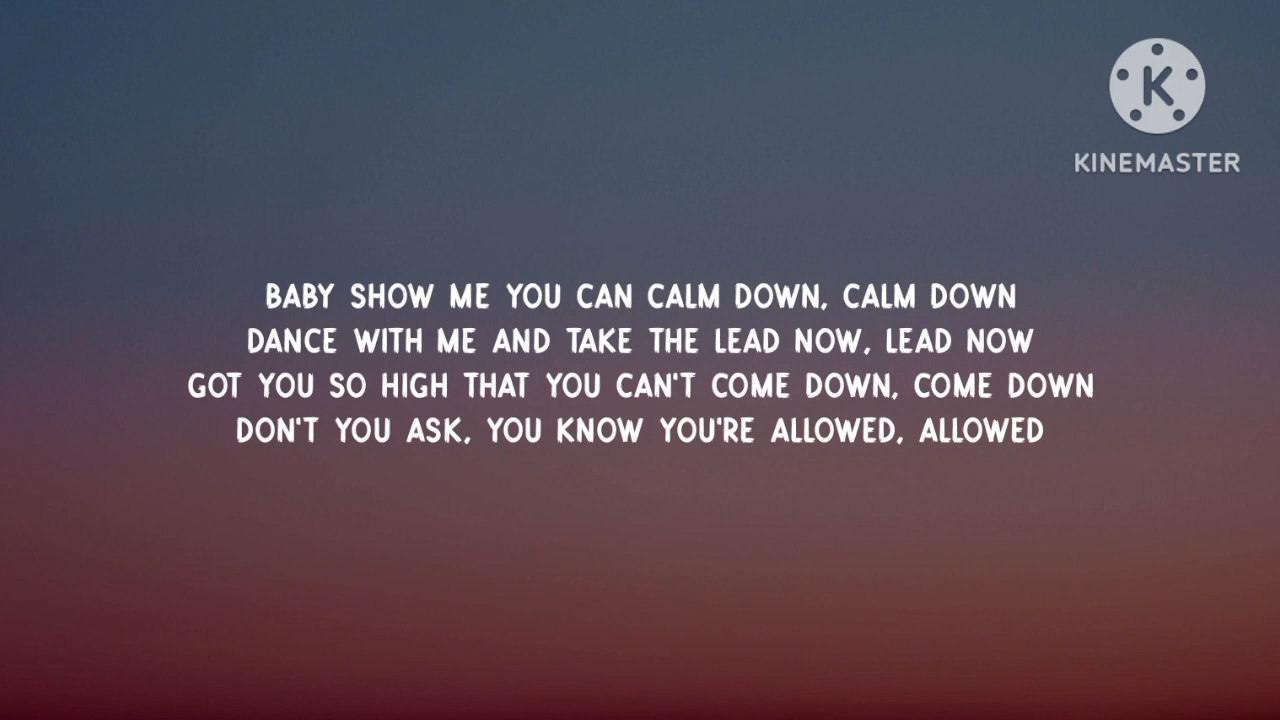 K
KINEMASTER
BABY SHOW ME YOU CAN CALM DOWN, CALM DOWN
DANCE WITH ME AND TAKE THE LEAD NOW, LEAD NOW
GOT YOU SO HIGH THAT YOU CAN'T COME DOWN, COME DOWN
DON'T YOU ASK, YOU KNOW YOU'RE ALLOWED, ALLOWED